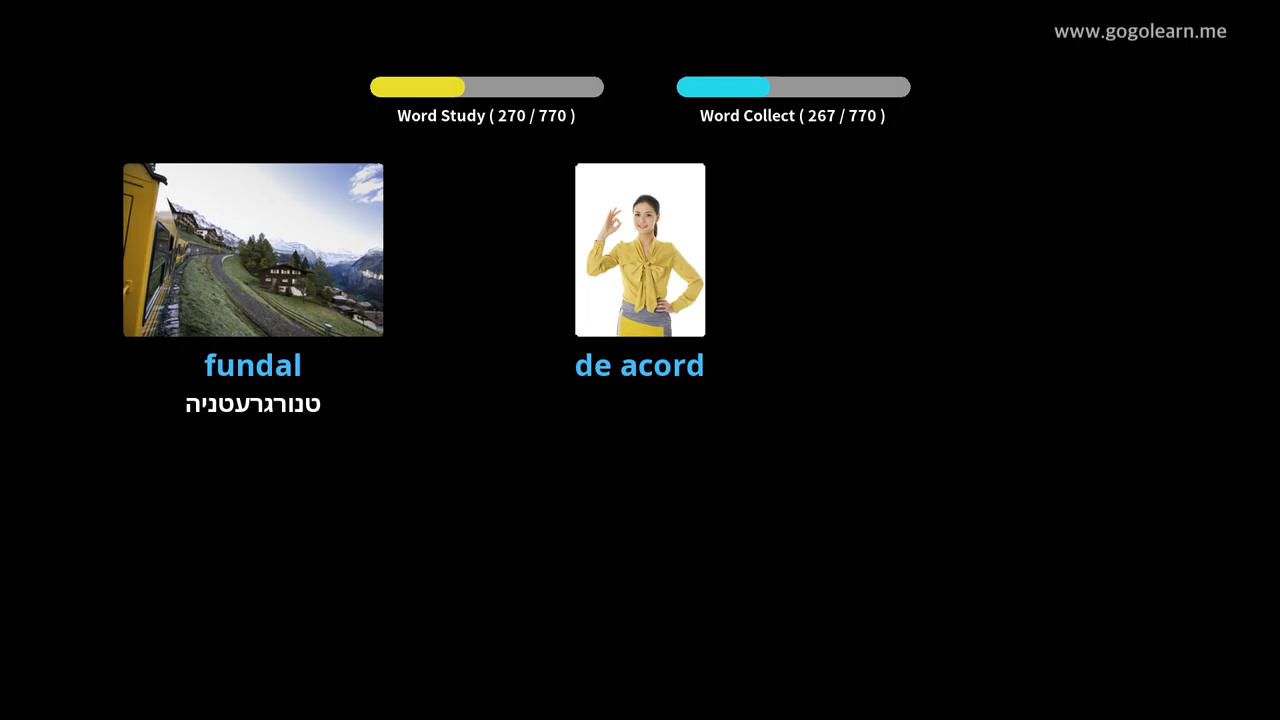 www.gogolearn.me
Word Study ( 270 / 770 )
Word Collect ( 267 / 770 )
fundal
טנורגרעטניה
de acord